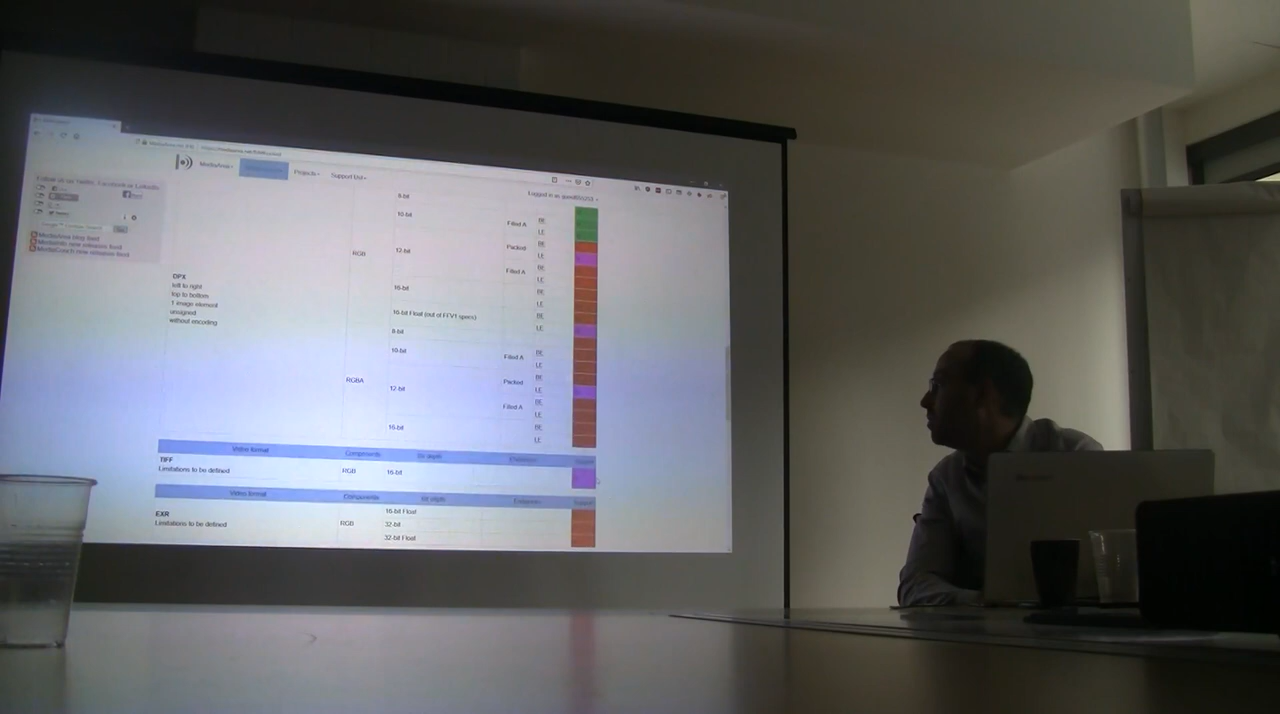 MediaArea
Projects
Support Us!
Logged in as
Follow us on Twitter, Facebook or LinkedIn
MediaArea blog feed
MediaInfo new releases feed
MediaConch new releases feed
8-bit
10-bit
Filled A
BE
LE
RGB
12-bit
Packed
BE
LE
Filled A
BE
LE
16-bit
BE
LE
16-bit Float (out of FFV1 specs)
BE
LE
DPX
left to right
top to bottom
1 image element
unsigned
without encoding
8-bit
10-bit
Filled A
BE
LE
RGBA
12-bit
Packed
BE
LE
Filled A
BE
LE
16-bit
BE
LE
Video format
Components
Bit depth
Support
TIFF
Limitations to be defined
RGB
16-bit
Video format
Components
Bit depth
Support
EXR
Limitations to be defined
RGB
16-bit Float
32-bit
32-bit Float